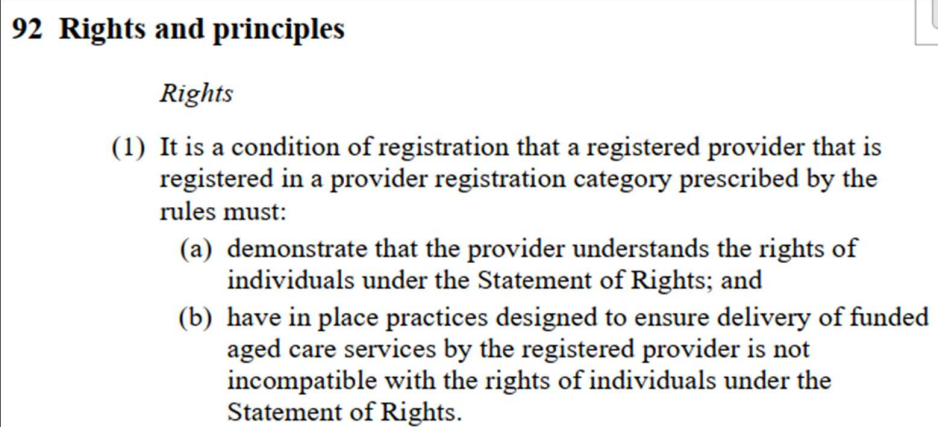 92 Rights and principles
Rights
(1) It is a condition of registration that a registered provider that is
registered in a provider registration category prescribed by the
rules must:
(a) demonstrate that the provider understands the rights of
individuals under the Statement of Rights; and
(b) have in place practices designed to ensure delivery of funded
aged care services by the registered provider is not
incompatible with the rights of individuals under the
Statement of Rights.